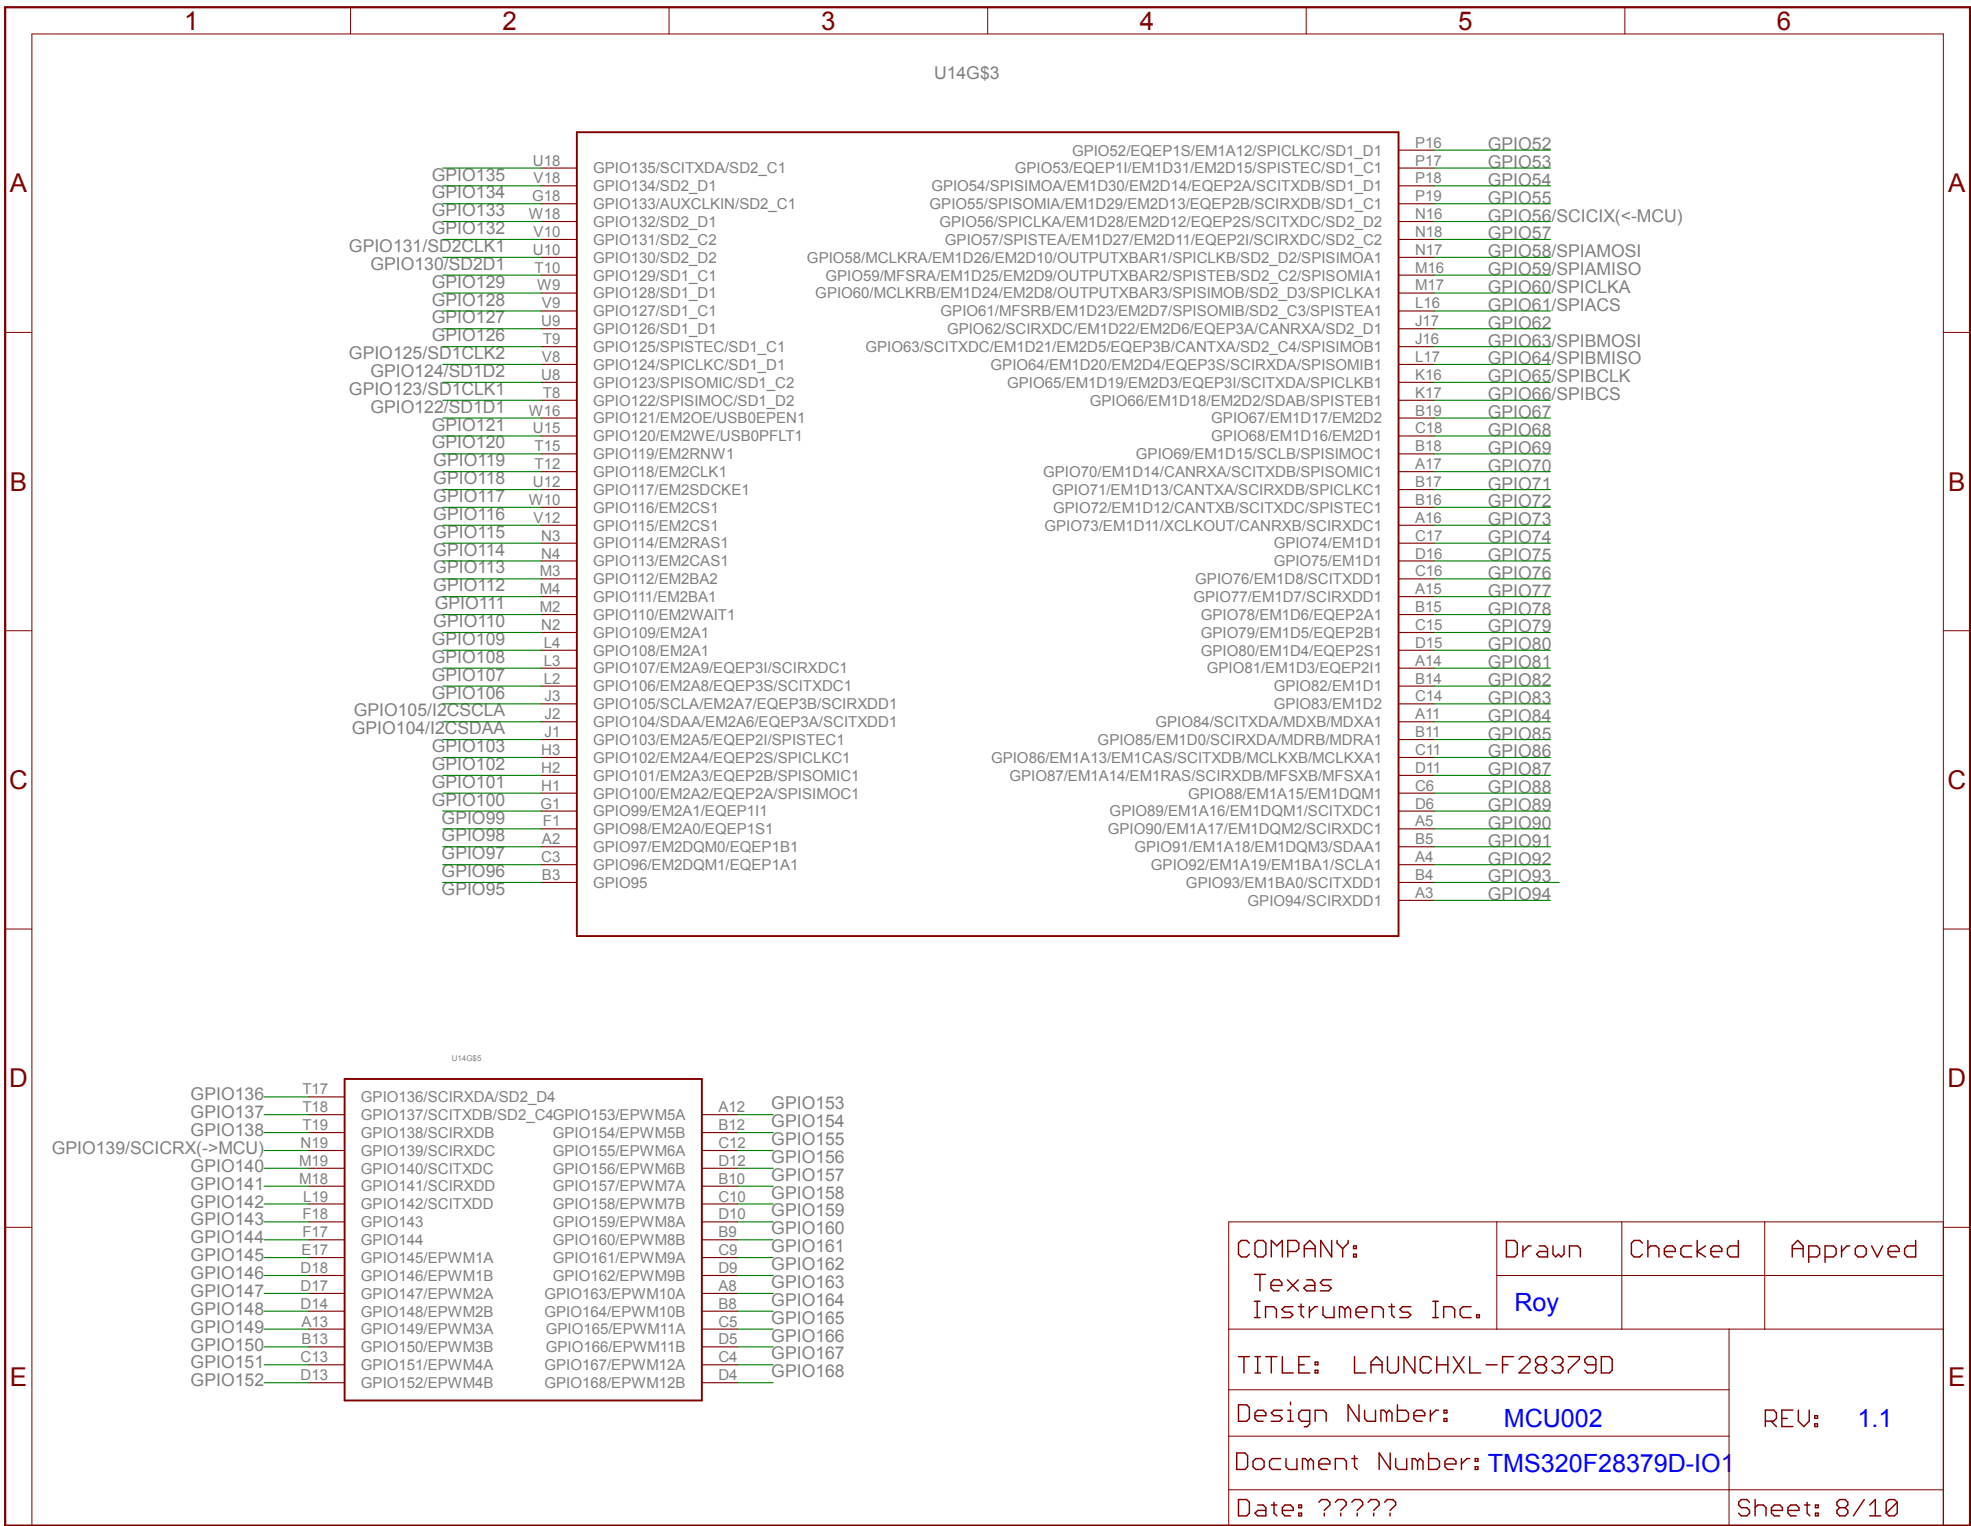 1 2 3 4 5 6
U14G$3
A A
B B
C C
D D
E E
U18 GPIO135/SCITXDA/SD2_C1
GPIO135 V18 GPIO134/SD2_D1
GPIO134 G18 GPIO133/AUXCLKIN/SD2_C1
GPIO133 W18 GPIO132/SD2_D1
GPIO132 V10 GPIO131/SD2_C2
GPIO131/SD2CLK1 U10 GPIO130/SD2_D2
GPIO130/SD2D1 T10 GPIO129/SD1_C1
GPIO129 W9 GPIO128/SD1_D1
GPIO128 V9 GPIO127/SD1_C1
GPIO127 U9 GPIO126/SD1_D1
GPIO126 T9 GPIO125/SPISTEC/SD1_C1
GPIO125/SD1CLK2 V8 GPIO124/SPICLKC/SD1_D1
GPIO124/SD1D2 U8 GPIO123/SPISOMIC/SD1_C2
GPIO123/SD1CLK1 T8 GPIO122/SPISIMOC/SD1_D2
GPIO122/SD1D1 W16 GPIO121/EM2OE/USB0EPEN1
GPIO121 U15 GPIO120/EM2WE/USB0PFLT1
GPIO120 T15 GPIO119/EM2RNW1
GPIO119 T12 GPIO118/EM2CLK1
GPIO118 U12 GPIO117/EM2SDCKE1
GPIO117 W10 GPIO116/EM2CS1
GPIO116 V12 GPIO115/EM2CS1
GPIO115 N3 GPIO114/EM2RAS1
GPIO114 N4 GPIO113/EM2CAS1
GPIO113 M3 GPIO112/EM2BA2
GPIO112 M4 GPIO111/EM2BA1
GPIO111 M2 GPIO110/EM2WAIT1
GPIO110 N2 GPIO109/EM2A1
GPIO109 L4 GPIO108/EM2A1
GPIO108 L3 GPIO107/EM2A9/EQEP3I/SCIRXDC1
GPIO107 L2 GPIO106/EM2A8/EQEP3S/SCITXDC1
GPIO106 J3 GPIO105/SCLA/EM2A7/EQEP3B/SCIRXDD1
GPIO105/I2CSCLA J2 GPIO104/SDAA/EM2A6/EQEP3A/SCITXDD1
GPIO104/I2CSDAA J1 GPIO103/EM2A5/EQEP2I/SPISTEC1
GPIO103 H3 GPIO102/EM2A4/EQEP2S/SPICLKC1
GPIO102 H2 GPIO101/EM2A3/EQEP2B/SPISOMIC1
GPIO101 H1 GPIO100/EM2A2/EQEP2A/SPISIMOC1
GPIO100 G1 GPIO99/EM2A1/EQEP1I1
GPIO99 F1 GPIO98/EM2A0/EQEP1S1
GPIO98 A2 GPIO97/EM2DQM0/EQEP1B1
GPIO97 C3 GPIO96/EM2DQM1/EQEP1A1
GPIO96 B3 GPIO95
GPIO95
GPIO52/EQEP1S/EM1A12/SPICLKC/SD1_D1 P16 GPIO52
GPIO53/EQEP1I/EM1D31/EM2D15/SPISTEC/SD1_C1 P17 GPIO53
GPIO54/SPISIMOA/EM1D30/EM2D14/EQEP2A/SCITXDB/SD1_D1 P18 GPIO54
GPIO55/SPISOMIA/EM1D29/EM2D13/EQEP2B/SCIRXDB/SD1_C1 P19 GPIO55
GPIO56/SPICLKA/EM1D28/EM2D12/EQEP2S/SCITXDC/SD2_D2 N16 GPIO56/SCICIX(<-MCU)
GPIO57/SPISTEA/EM1D27/EM2D11/EQEP2I/SCIRXDC/SD2_C2 N18 GPIO57
GPIO58/MCLKRA/EM1D26/EM2D10/OUTPUTXBAR1/SPICLKB/SD2_D2/SPISIMOA1 N17 GPIO58/SPIAMOSI
GPIO59/MFSRA/EM1D25/EM2D9/OUTPUTXBAR2/SPISTEB/SD2_C2/SPISOMIA1 M16 GPIO59/SPIAMISO
GPIO60/MCLKRB/EM1D24/EM2D8/OUTPUTXBAR3/SPISIMOB/SD2_D3/SPICLKA1 M17 GPIO60/SPICLKA
GPIO61/MFSRB/EM1D23/EM2D7/SPISOMIB/SD2_C3/SPISTEA1 L16 GPIO61/SPIACS
GPIO62/SCIRXDC/EM1D22/EM2D6/EQEP3A/CANRXA/SD2_D1 J17 GPIO62
GPIO63/SCITXDC/EM1D21/EM2D5/EQEP3B/CANTXA/SD2_C4/SPISIMOB1 J16 GPIO63/SPIBMOSI
GPIO64/EM1D20/EM2D4/EQEP3S/SCIRXDA/SPISOMIB1 L17 GPIO64/SPIBMISO
GPIO65/EM1D19/EM2D3/EQEP3I/SCITXDA/SPICLKB1 K16 GPIO65/SPIBCLK
GPIO66/EM1D18/EM2D2/SDAB/SPISTEB1 K17 GPIO66/SPIBCS
GPIO67/EM1D17/EM2D2 B19 GPIO67
GPIO68/EM1D16/EM2D1 C18 GPIO68
GPIO69/EM1D15/SCLB/SPISIMOC1 B18 GPIO69
GPIO70/EM1D14/CANRXA/SCITXDB/SPISOMIC1 A17 GPIO70
GPIO71/EM1D13/CANTXA/SCIRXDB/SPICLKC1 B17 GPIO71
GPIO72/EM1D12/CANTXB/SCITXDC/SPISTEC1 B16 GPIO72
GPIO73/EM1D11/XCLKOUT/CANRXB/SCIRXDC1 A16 GPIO73
GPIO74/EM1D1 C17 GPIO74
GPIO75/EM1D1 D16 GPIO75
GPIO76/EM1D8/SCITXDD1 C16 GPIO76
GPIO77/EM1D7/SCIRXDD1 A15 GPIO77
GPIO78/EM1D6/EQEP2A1 B15 GPIO78
GPIO79/EM1D5/EQEP2B1 C15 GPIO79
GPIO80/EM1D4/EQEP2S1 D15 GPIO80
GPIO81/EM1D3/EQEP2I1 A14 GPIO81
GPIO82/EM1D1 B14 GPIO82
GPIO83/EM1D2 C14 GPIO83
GPIO84/SCITXDA/MDXB/MDXA1 A11 GPIO84
GPIO85/EM1D0/SCIRXDA/MDRB/MDRA1 B11 GPIO85
GPIO86/EM1A13/EM1CAS/SCITXDB/MCLKXB/MCLKXA1 C11 GPIO86
GPIO87/EM1A14/EM1RAS/SCIRXDB/MFSXB/MFSXA1 D11 GPIO87
GPIO88/EM1A15/EM1DQM1 C6 GPIO88
GPIO89/EM1A16/EM1DQM1/SCITXDC1 D6 GPIO89
GPIO90/EM1A17/EM1DQM2/SCIRXDC1 A5 GPIO90
GPIO91/EM1A18/EM1DQM3/SDAA1 B5 GPIO91
GPIO92/EM1A19/EM1BA1/SCLA1 A4 GPIO92
GPIO93/EM1BA0/SCITXDD1 B4 GPIO93
GPIO94/SCIRXDD1 A3 GPIO94
U14G$5
GPIO136 T17 GPIO136/SCIRXDA/SD2_D4
GPIO137 T18 GPIO137/SCITXDB/SD2_C4 GPIO153/EPWM5A A12 GPIO153
GPIO138 T19 GPIO138/SCIRXDB GPIO154/EPWM5B B12 GPIO154
GPIO139/SCICRX(->MCU) N19 GPIO139/SCIRXDC GPIO155/EPWM6A C12 GPIO155
GPIO140 M19 GPIO140/SCITXDC GPIO156/EPWM6B D12 GPIO156
GPIO141 M18 GPIO141/SCIRXDD GPIO157/EPWM7A B10 GPIO157
GPIO142 L19 GPIO142/SCITXDD GPIO158/EPWM7B C10 GPIO158
GPIO143 F18 GPIO143 GPIO159/EPWM8A D10 GPIO159
GPIO144 F17 GPIO144 GPIO160/EPWM8B B9 GPIO160
GPIO145 E17 GPIO145/EPWM1A GPIO161/EPWM9A C9 GPIO161
GPIO146 D18 GPIO146/EPWM1B GPIO162/EPWM9B D9 GPIO162
GPIO147 D17 GPIO147/EPWM2A GPIO163/EPWM10A A8 GPIO163
GPIO148 D14 GPIO148/EPWM2B GPIO164/EPWM10B B8 GPIO164
GPIO149 A13 GPIO149/EPWM3A GPIO165/EPWM11A C5 GPIO165
GPIO150 B13 GPIO150/EPWM3B GPIO166/EPWM11B D5 GPIO166
GPIO151 C13 GPIO151/EPWM4A GPIO167/EPWM12A C4 GPIO167
GPIO152 D13 GPIO152/EPWM4B GPIO168/EPWM12B D4 GPIO168
COMPANY: Drawn Checked Approved
Texas
Instruments Inc. Roy
TITLE: LAUNCHXL-F28379D
Design Number: MCU002 REV: 1.1
Document Number: TMS320F28379D-IO1
Date: ????? Sheet: 8/10